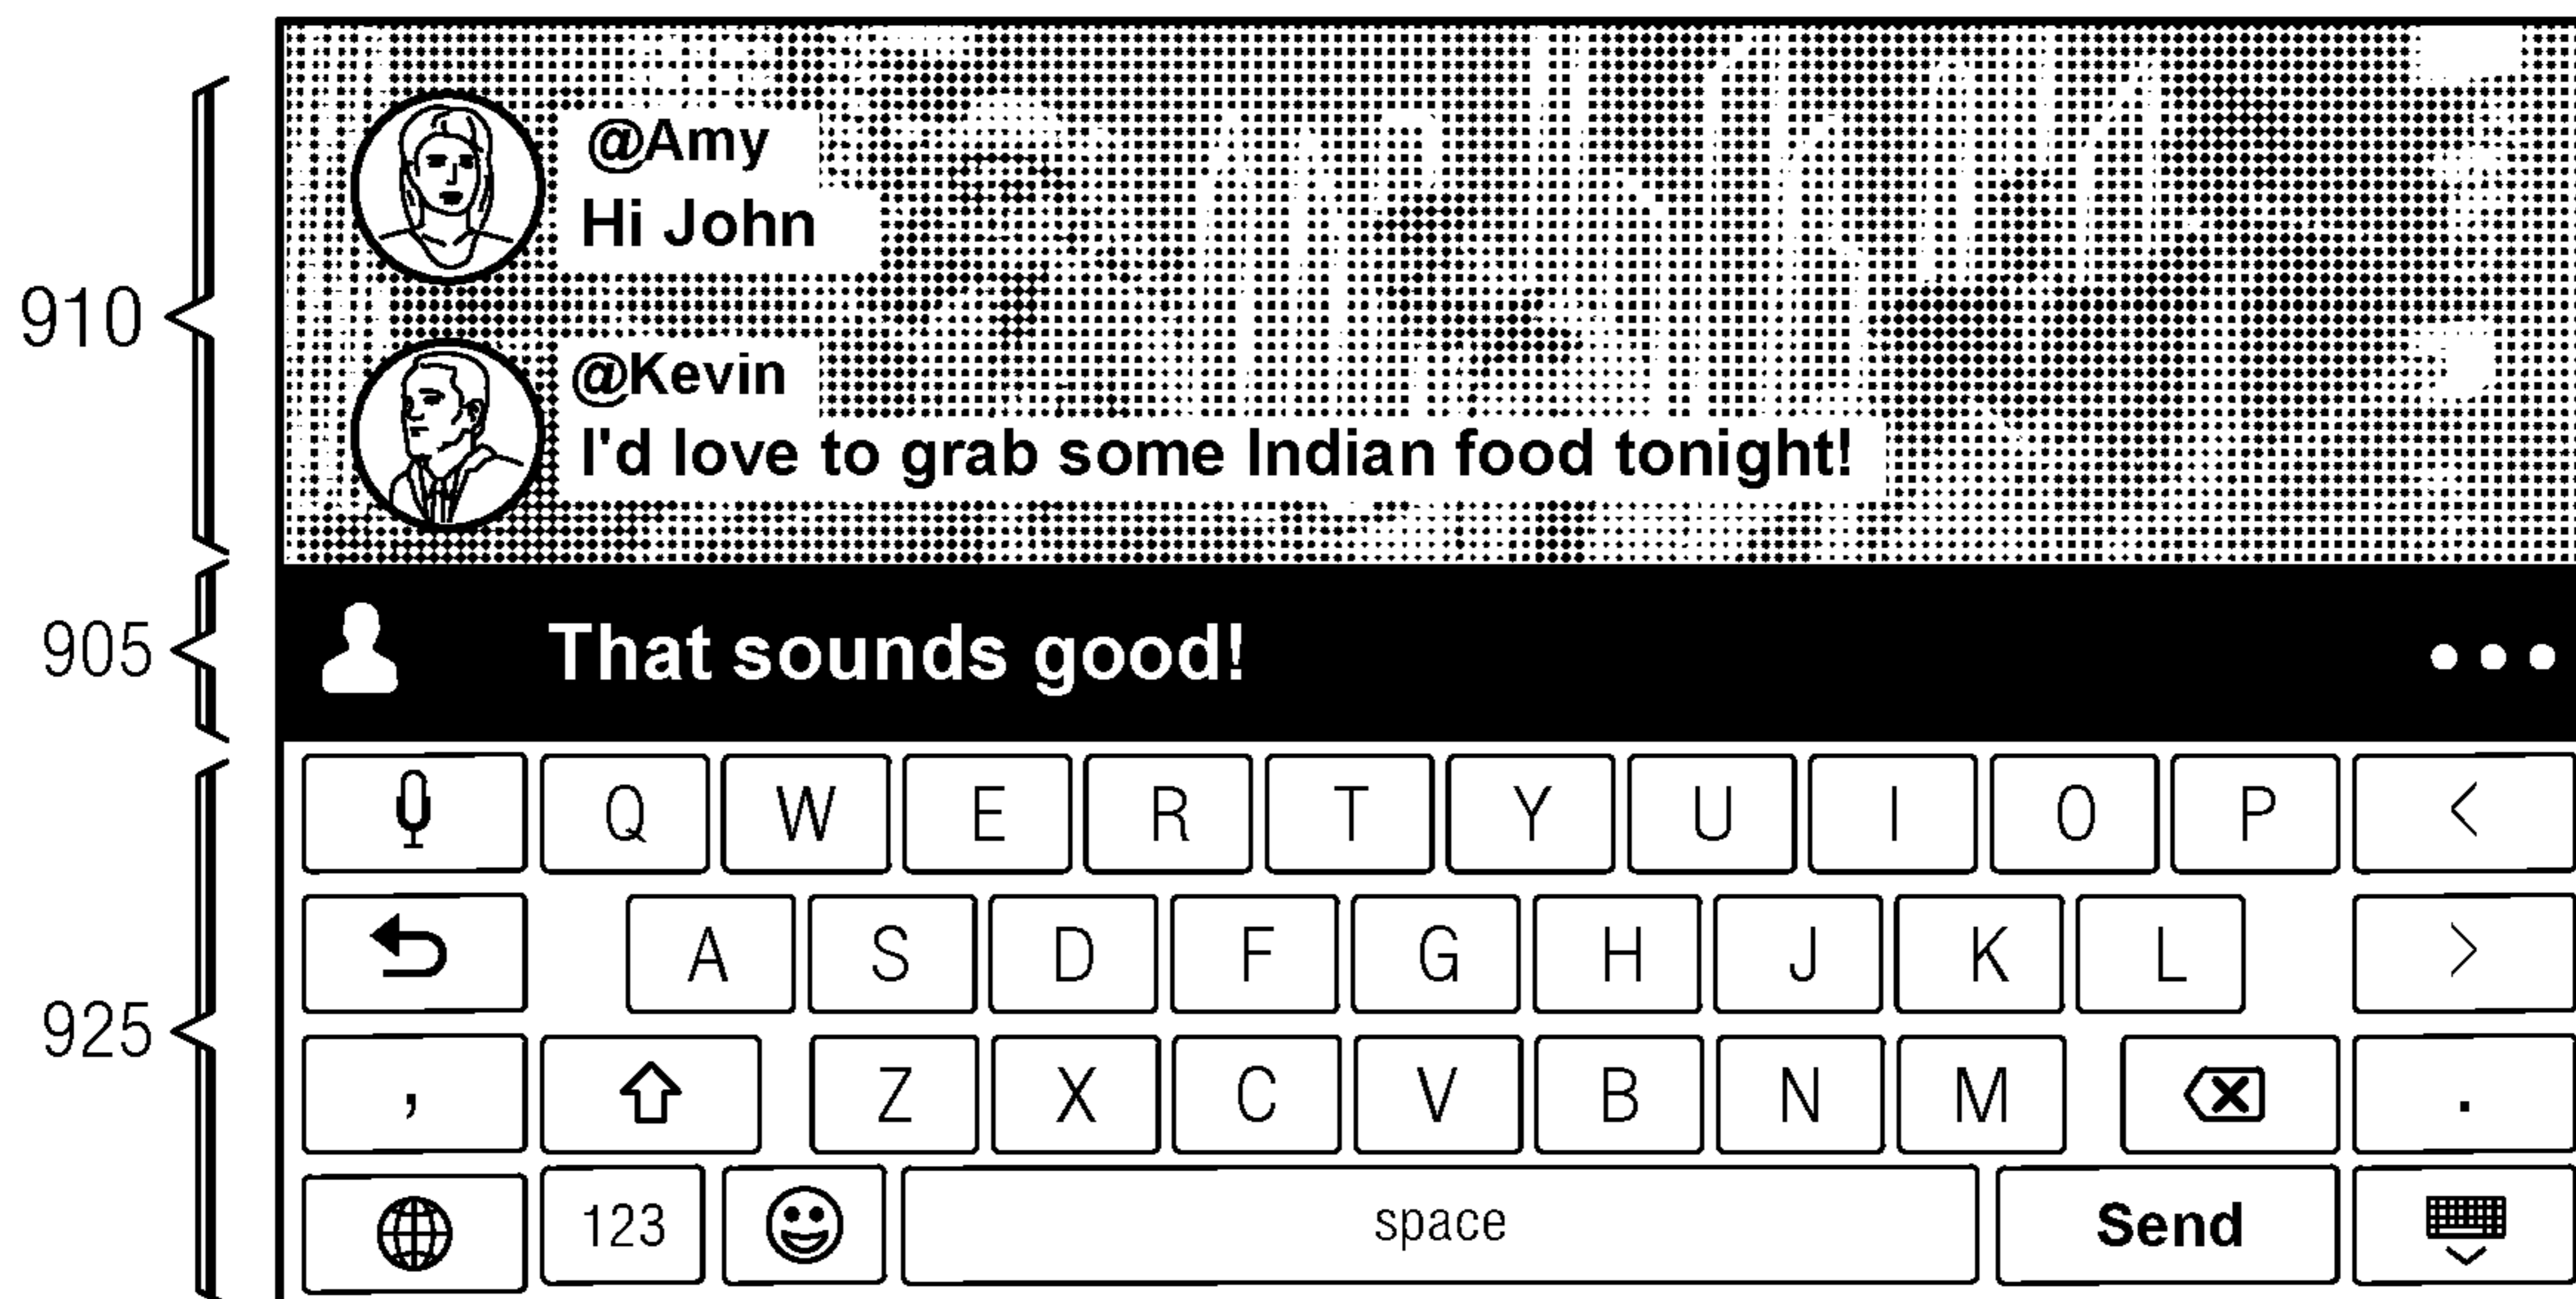 @Amy
Hi John
910
@Kevin
I'd love to grab some Indian food tonight!
905
That sounds good!
Q W E R T Y U I O P <
A S D F G H J K L >
925
, Z X C V B N M .
123 space Send